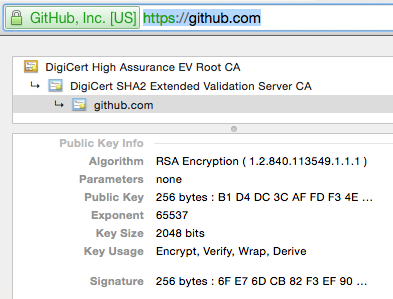 GitHub, Inc. [US] https://github.com
DigiCert High Assurance EV Root CA
↳ DigiCert SHA2 Extended Validation Server CA
↳ github.com
Public Key Info
Algorithm RSA Encryption ( 1.2.840.113549.1.1.1 )
Parameters none
Public Key 256 bytes : B1 D4 DC 3C AF FD F3 4E ...
Exponent 65537
Key Size 2048 bits
Key Usage Encrypt, Verify, Wrap, Derive
Signature 256 bytes : 6F E7 6D CB 82 F3 EF 90 ...